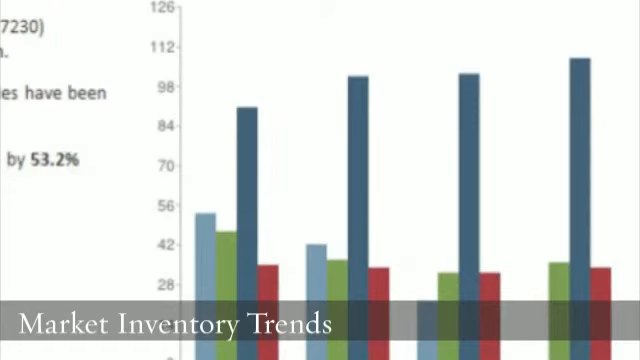 7230)
n.
es have been
by 53.2%
126
112
98
84
70
56
42
28
Market Inventory Trends